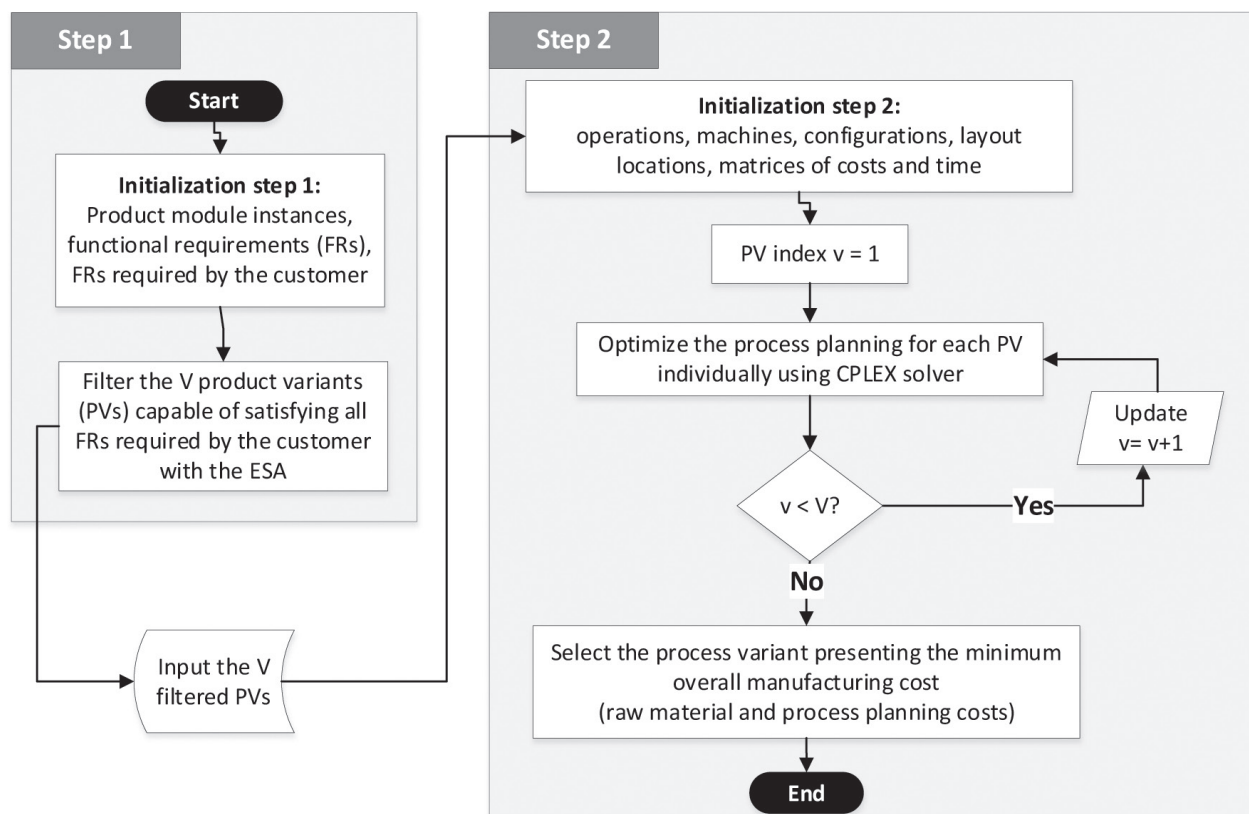 Step 1
Start
Initialization step 1:
Product module instances,
functional requirements (FRs),
FRs required by the customer
Filter the V product variants
(PVs) capable of satisfying all
FRs required by the customer
with the ESA
Input the V
filtered PVs
Step 2
Initialization step 2:
operations, machines, configurations, layout
locations, matrices of costs and time
PV index v = 1
Optimize the process planning for each PV
individually using CPLEX solver
Update
v= v+1
v < V?
Yes
No
Select the process variant presenting the minimum
overall manufacturing cost
(raw material and process planning costs)
End